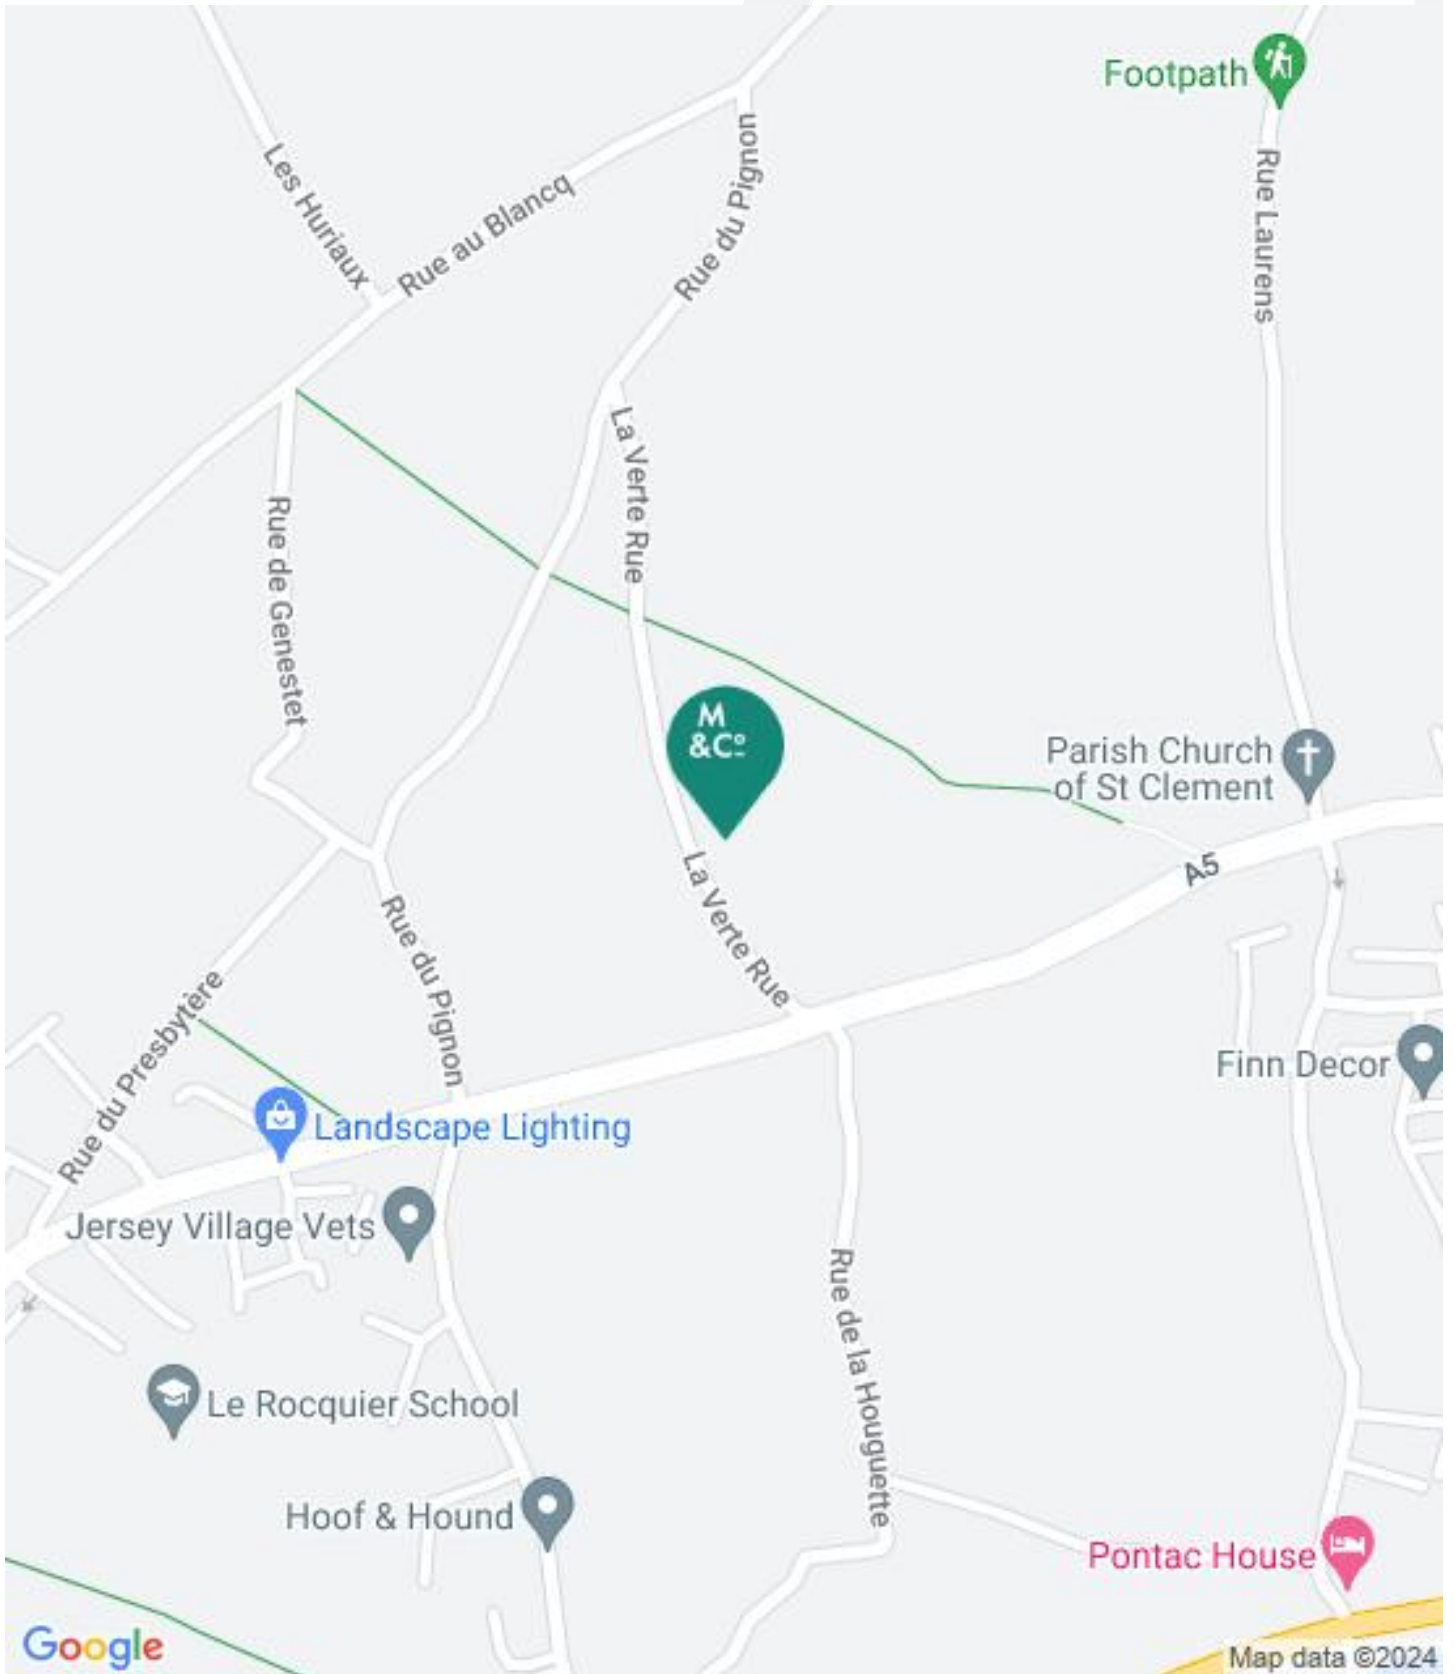 Footpath
Les Huriaux
Rue au Blancq
Rue du Pignon
Rue Laurens
La Verte Rue
Rue de Genestet
M
&Cº
Parish Church
of St Clement
A5
La Verte Rue
Rue du Pignon
Rue du Presbytère
Finn Decor
Landscape Lighting
Jersey Village Vets
Rue de la Houguette
Le Rocquier School
Hoof & Hound
Pontac House
Google
Map data ©2024